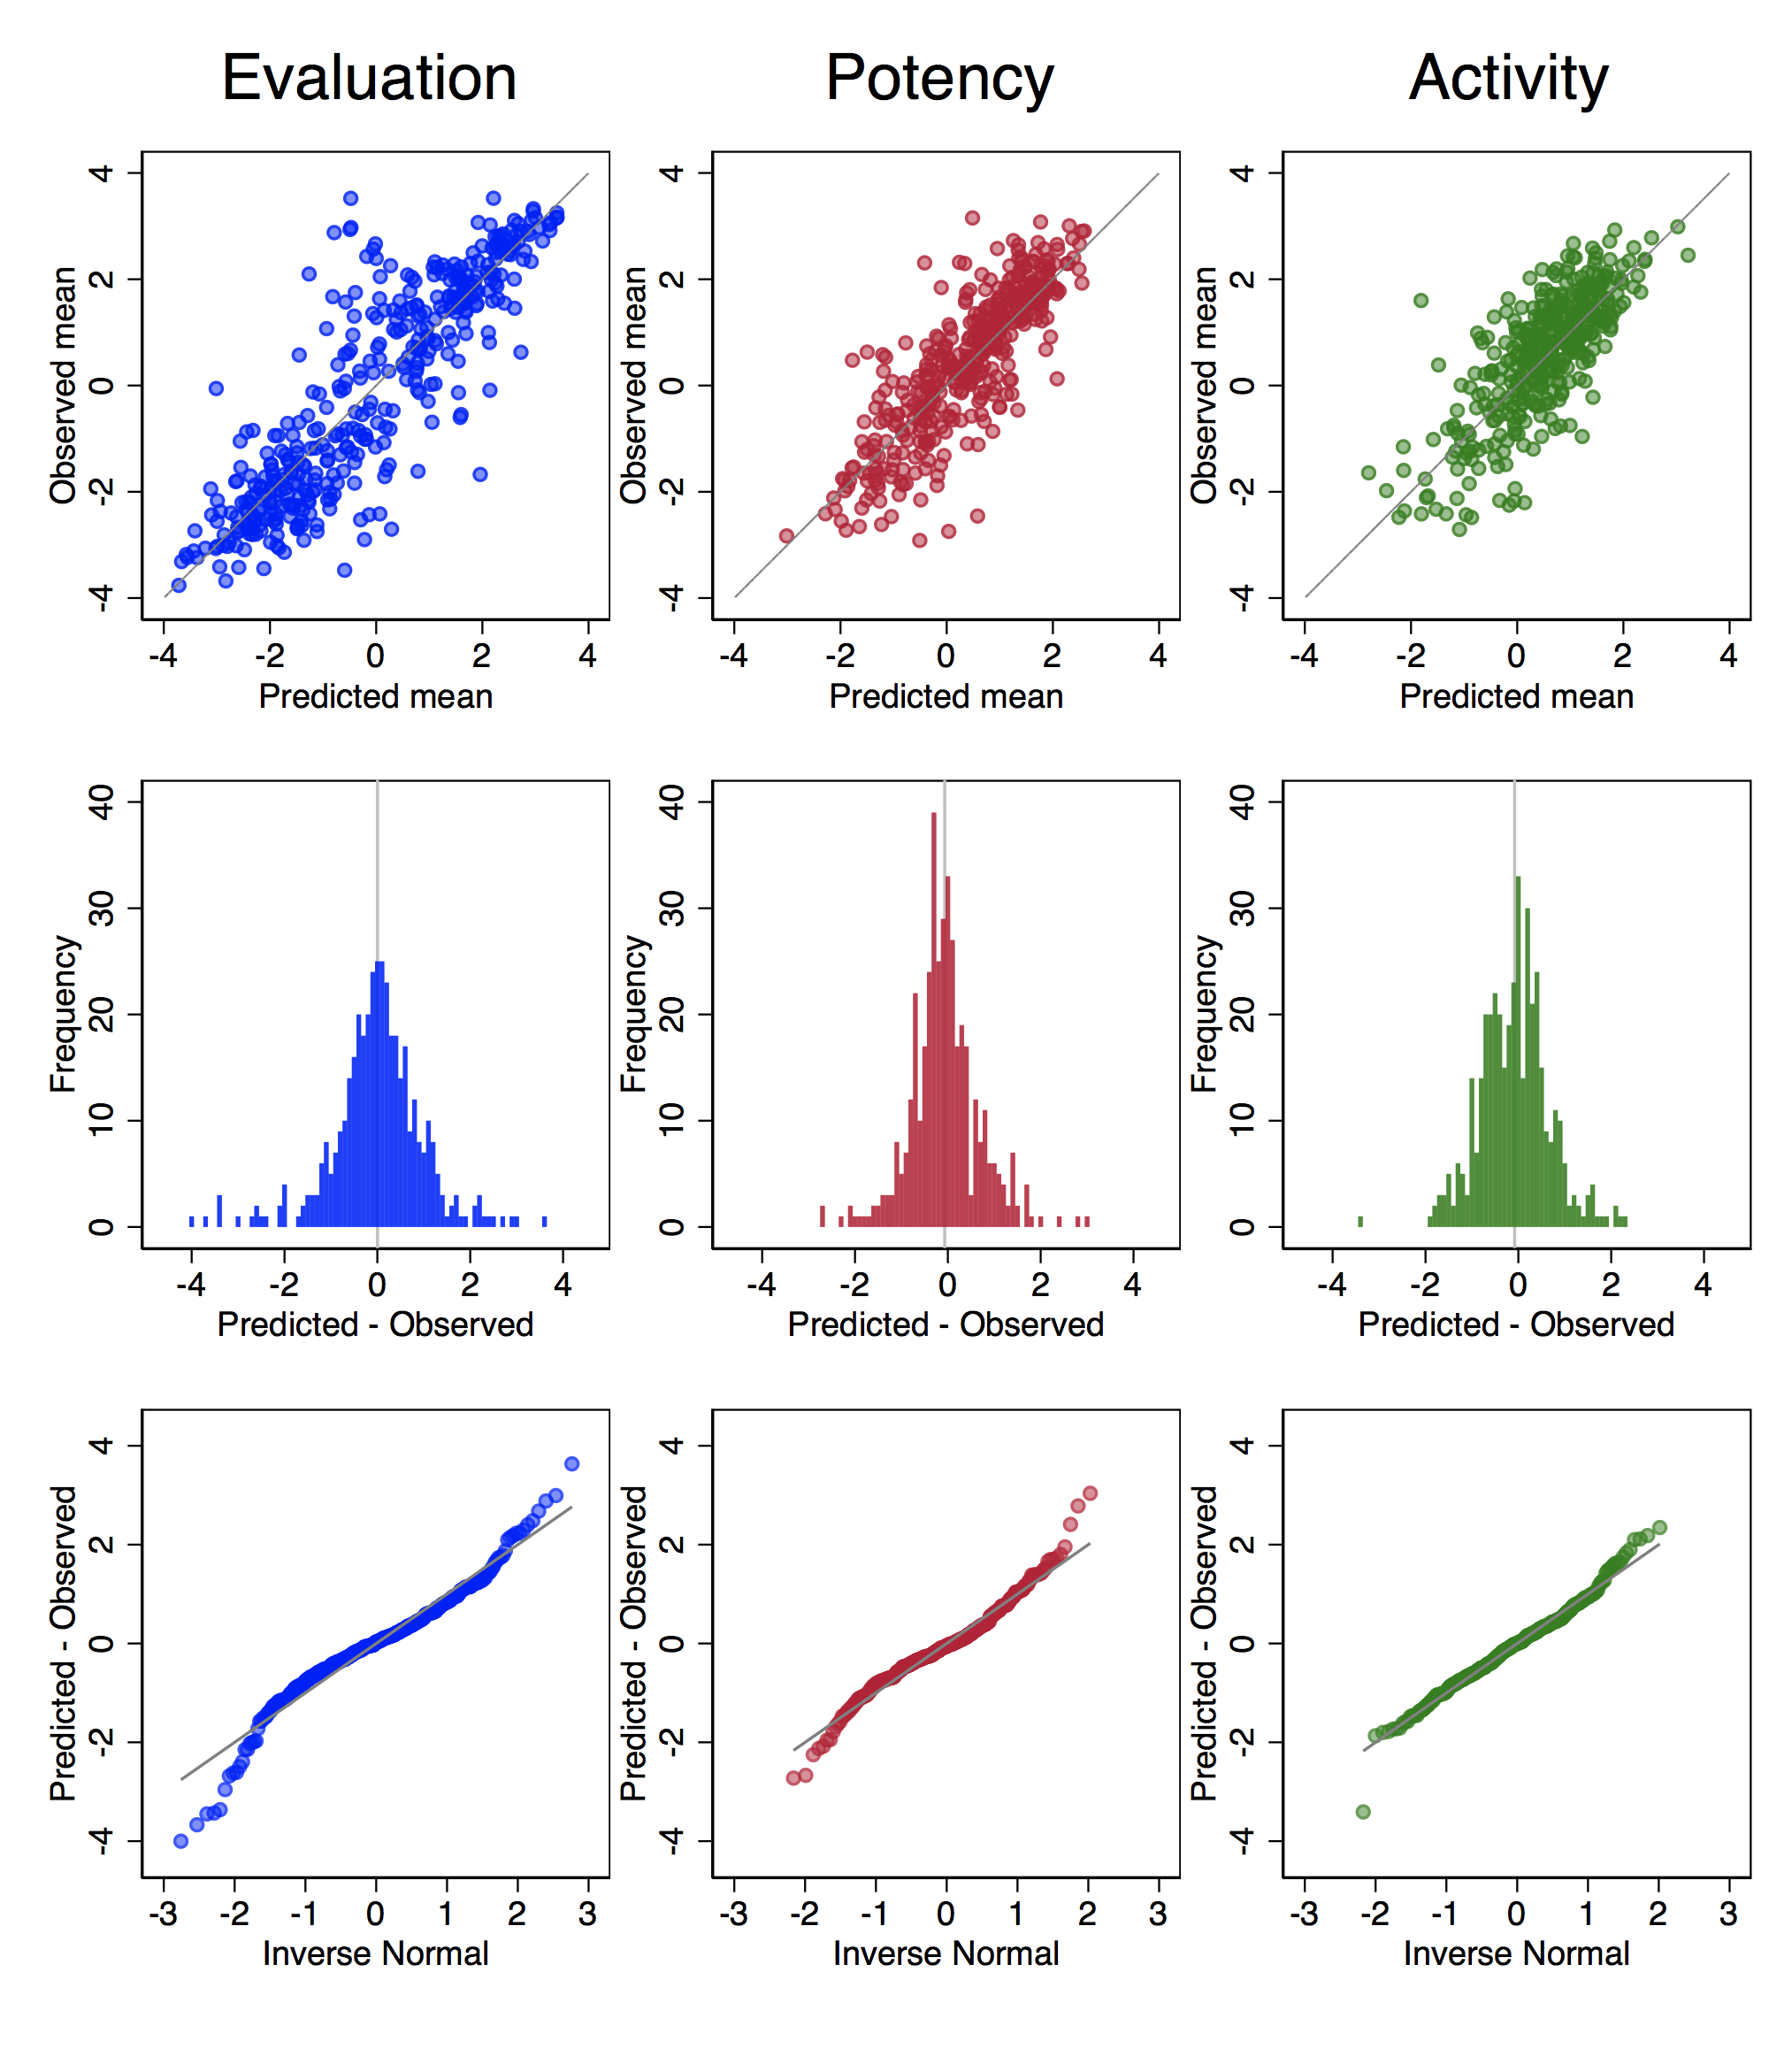 Evaluation Potency Activity
4 4 4
2 2 2
Observed mean Observed mean Observed mean
0 0 0
-2 -2 -2
-4 -4 -4
-4 -2 0 2 4 -4 -2 0 2 4 -4 -2 0 2 4
Predicted mean Predicted mean Predicted mean
40 40 40
30 30 30
Frequency Frequency Frequency
20 20 20
10 10 10
0 0 0
-4 -2 0 2 4 -4 -2 0 2 4 -4 -2 0 2 4
Predicted - Observed Predicted - Observed Predicted - Observed
4 4 4
2 2 2
Predicted - Observed Predicted - Observed Predicted - Observed
0 0 0
-2 -2 -2
-4 -4 -4
-3 -2 -1 0 1 2 3 -3 -2 -1 0 1 2 3 -3 -2 -1 0 1 2 3
Inverse Normal Inverse Normal Inverse Normal